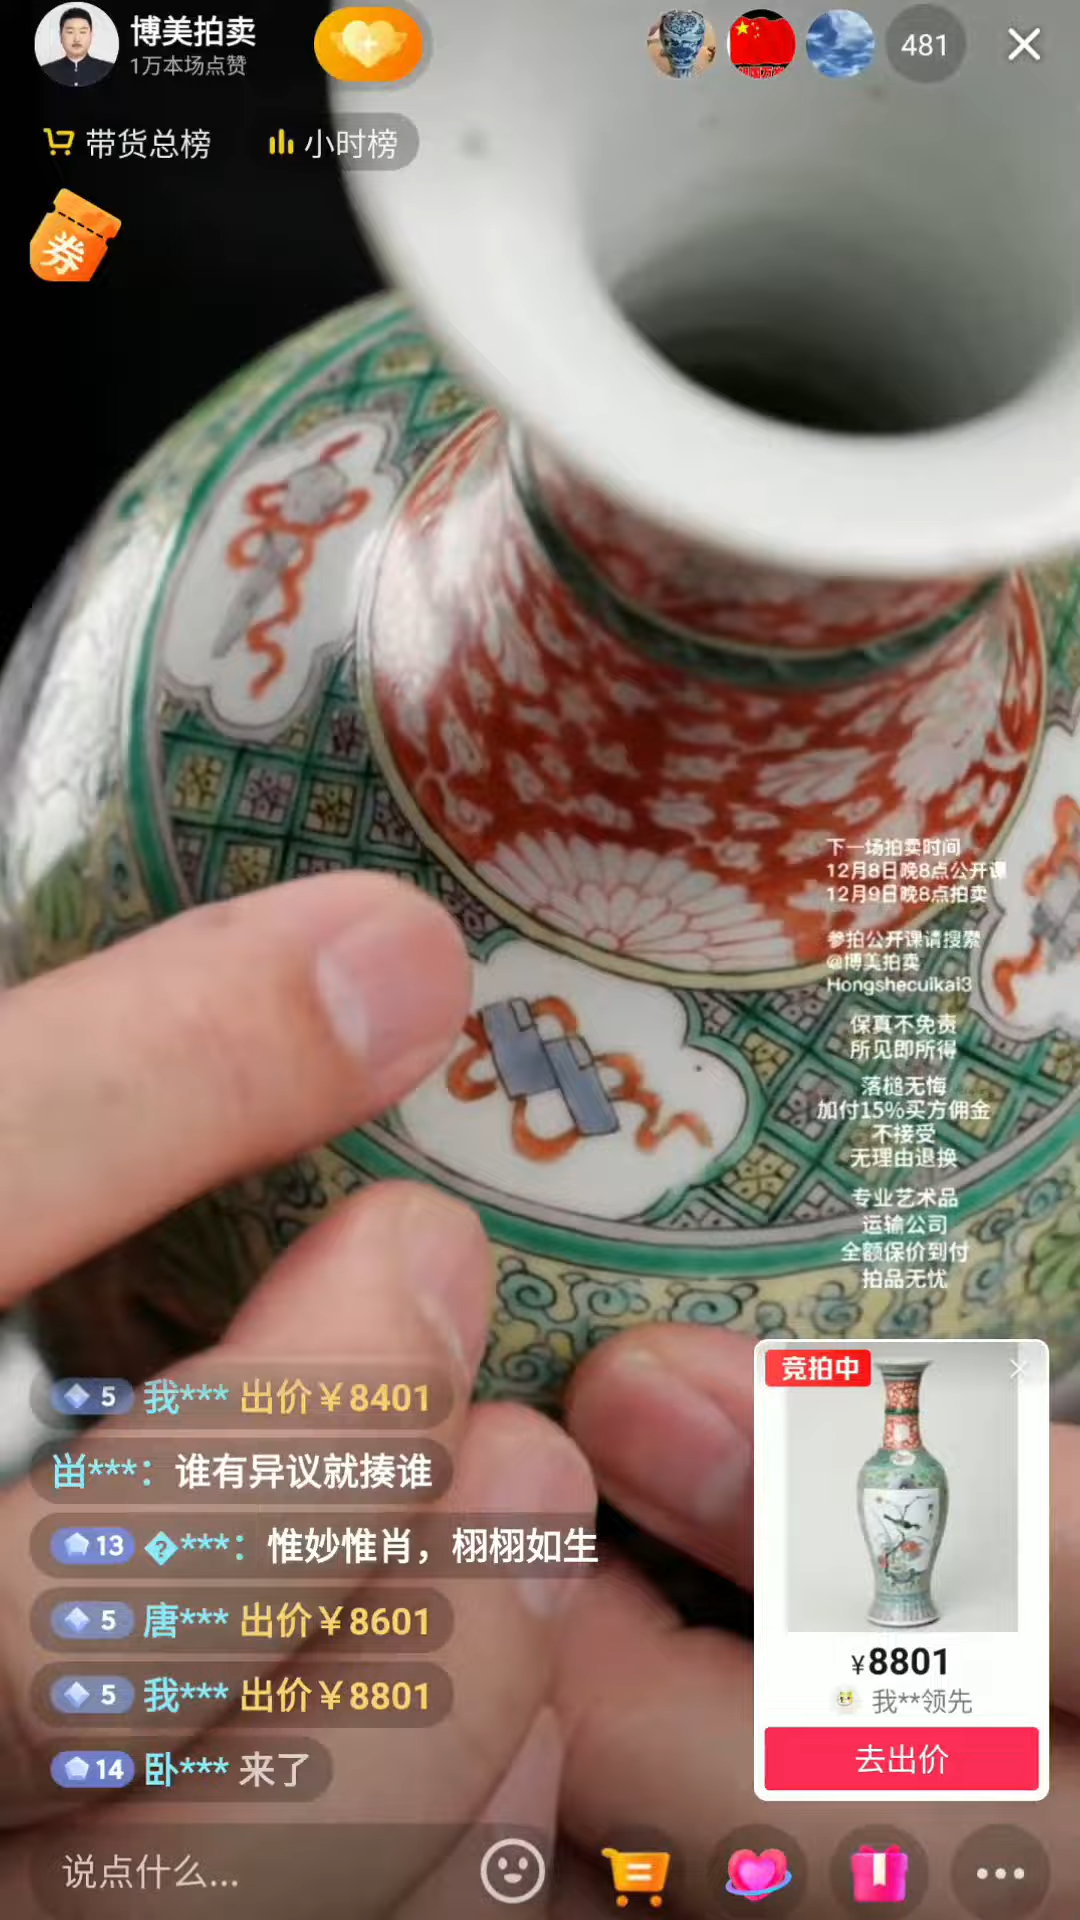 博美拍卖
1万本场点赞
481
带货总榜
小时榜
券
下一场拍卖时间
12月8日晚8点公开课
12月9日晚8点拍卖
参拍公开课请搜索
@博美拍卖
Hongshecuikai3
保真不免责
所见即所得
落槌无悔
加付15%买方佣金
不接受
无理由退换
专业艺术品
运输公司
全额保价到付
拍品无忧
5 我*** 出价¥8401
***：谁有异议就揍谁
13 �***：惟妙惟肖，栩栩如生
5 唐*** 出价¥8601
5 我*** 出价¥8801
14 卧*** 来了
竞拍中
¥8801
我**领先
去出价
说点什么...